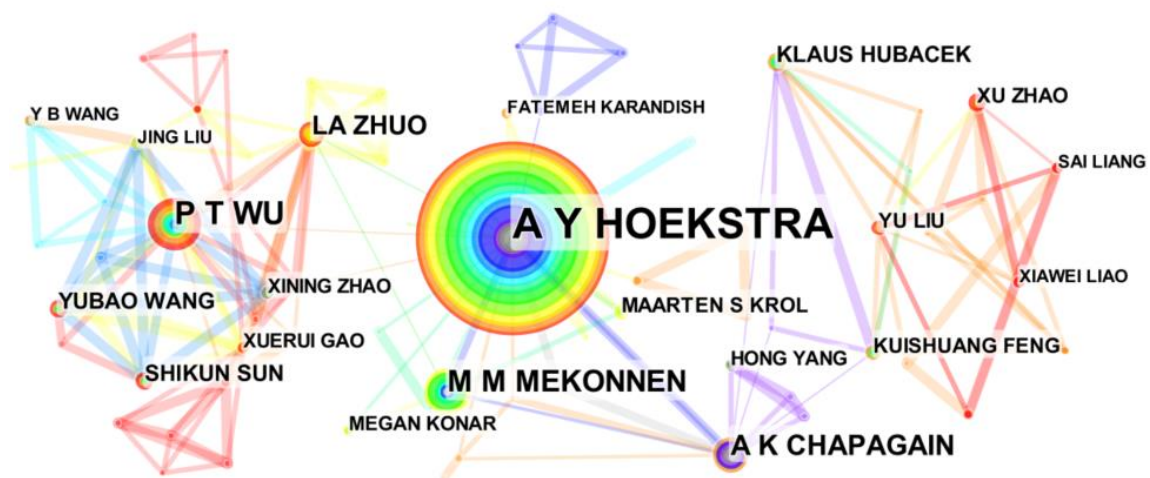 KLAUS HUBACEK
XU ZHAO
FATEMEH KARANDISH
Y B WANG
LA ZHUO
JING LIU
SAI LIANG
P T WU
A Y HOEKSTRA
YU LIU
XIAWEI LIAO
XINING ZHAO
YUBAO WANG
MAARTEN S KROL
XUERUI GAO
KUISHUANG FENG
HONG YANG
SHIKUN SUN
M M MEKONNEN
MEGAN KONAR
A K CHAPAGAIN